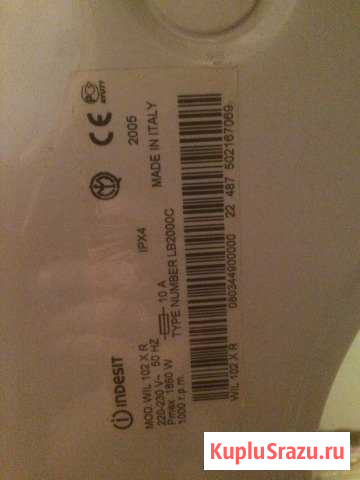 INDESIT
MOD. WIL 102 X R
220-230 V~ 50 HZ
Pmax 1850 W
1000 r.p.m.
10 A
TYPE NUMBER LB2000C
IPX4
2005
MADE IN ITALY
CE
WIL 102 X R
080344900000
22 487 502167069
KupluSrazu.ru